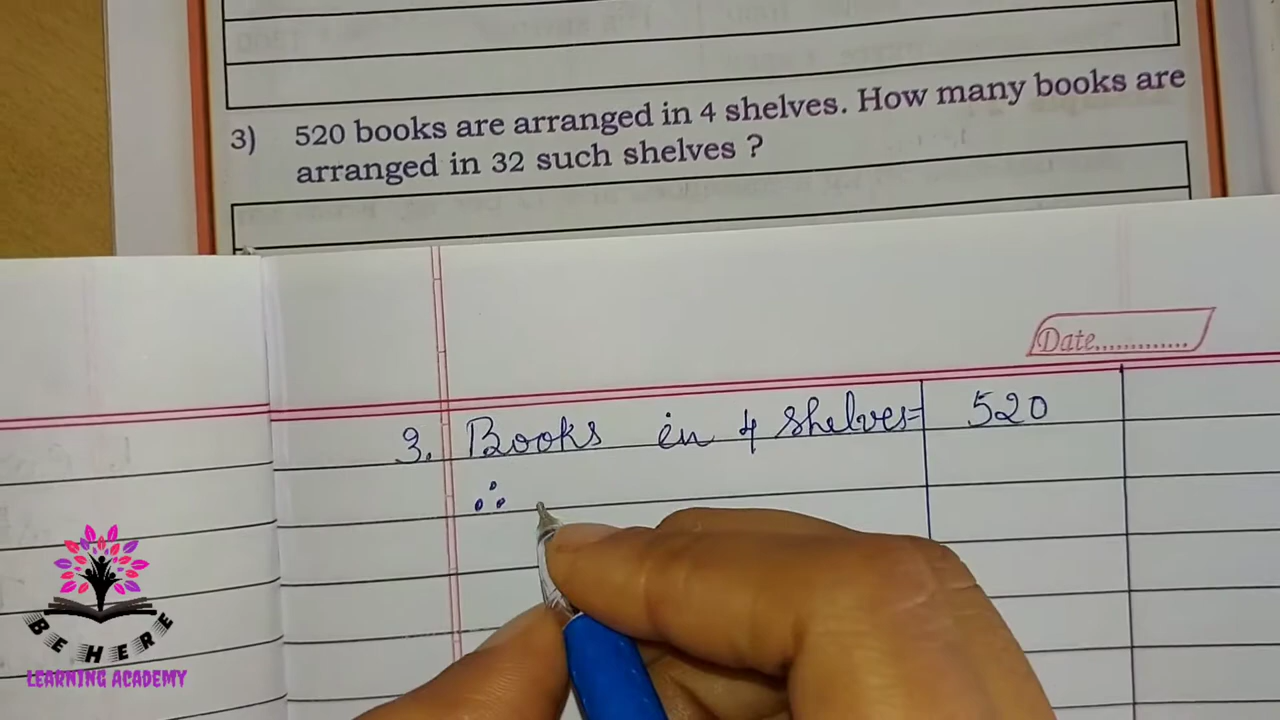 3) 520 books are arranged in 4 shelves. How many books are
arranged in 32 such shelves ?
Date.............
3. Books in 4 shelves= 520
∴
BE HERE
LEARNING ACADEMY